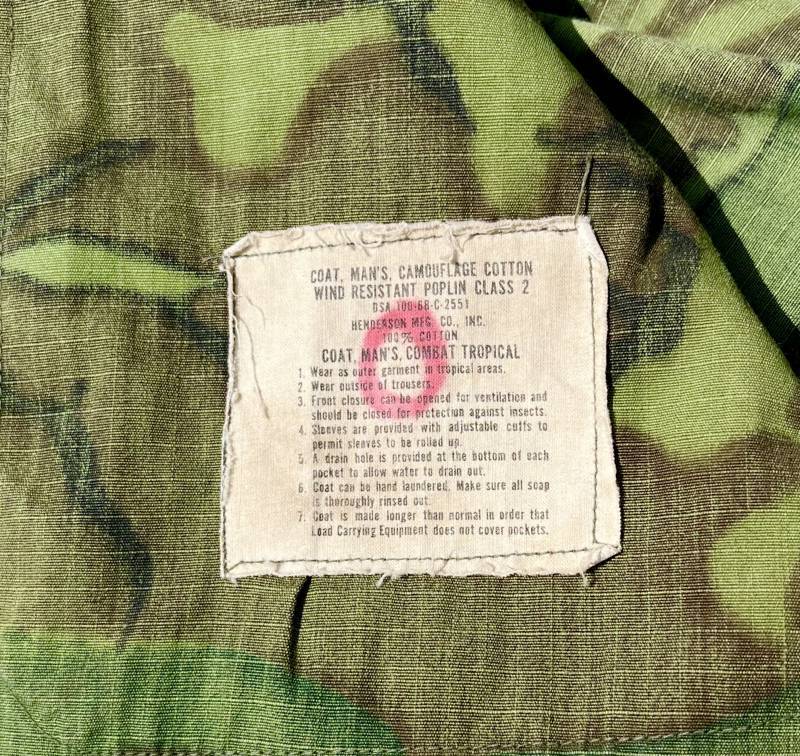 COAT, MAN'S, CAMOUFLAGE COTTON
WIND RESISTANT POPLIN CLASS 2
DSA 100-68-C-2551
HENDERSON MFG. CO., INC.
100% COTTON
COAT, MAN'S, COMBAT TROPICAL
1. Wear as outer garment in tropical areas.
2. Wear outside of trousers.
3. Front closure can be opened for ventilation and
should be closed for protection against insects.
4. Sleeves are provided with adjustable cuffs to
permit sleeves to be rolled up.
5. A drain hole is provided at the bottom of each
pocket to allow water to drain out.
6. Coat can be hand laundered. Make sure all soap
is thoroughly rinsed out.
7. Coat is made longer than normal in order that
Load Carrying Equipment does not cover pockets.